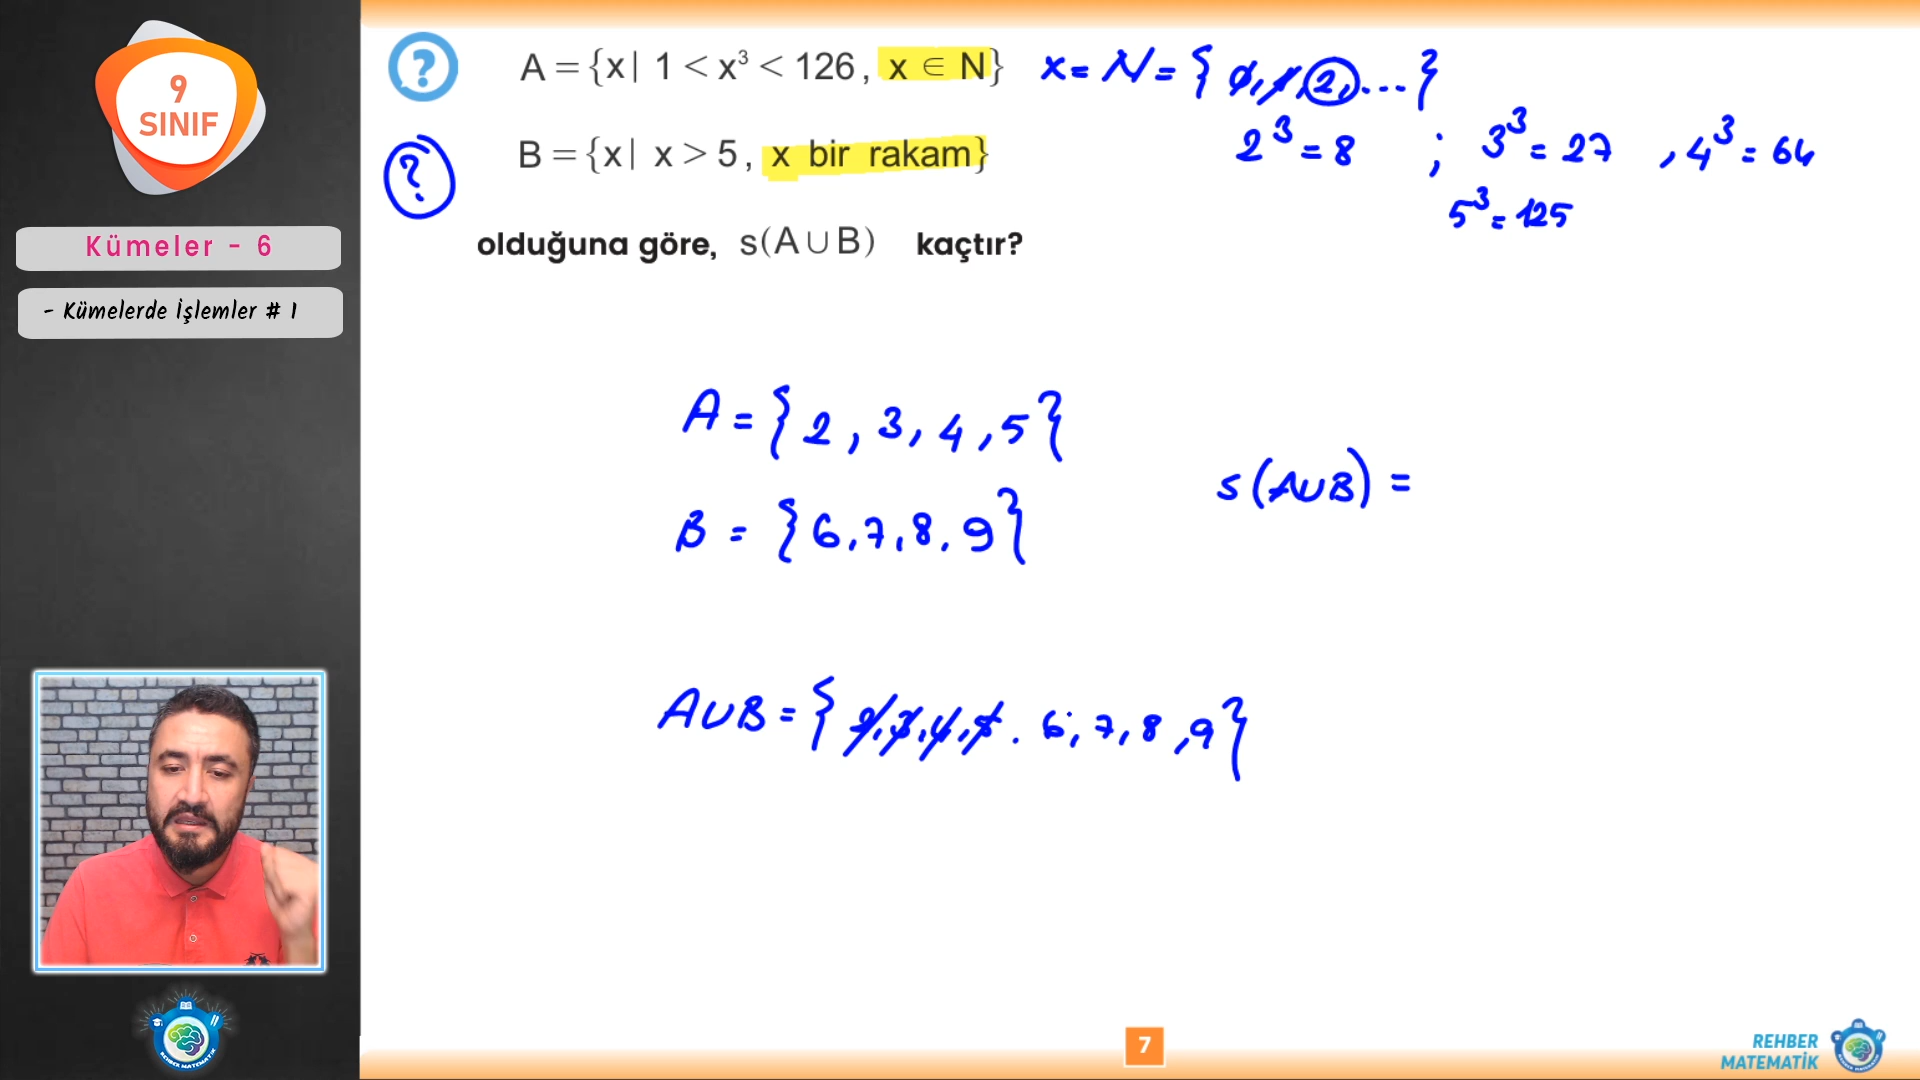 9
SINIF
Kümeler - 6
- Kümelerde İşlemler # 1
? A = {x| 1 < x³ < 126, x ∈ N} x = N = { 0, 1, 2, ... }
2³ = 8 ; 3³ = 27 , 4³ = 64
5³ = 125
? B = {x| x > 5, x bir rakam}
olduğuna göre, s(A∪B) kaçtır?
A = { 2 , 3 , 4 , 5 }
B = { 6 , 7 , 8 , 9 }
s(A∪B) =
A∪B = { 2, 3, 4, 5 . 6, 7, 8, 9 }
REHBER MATEMATİK
7
REHBER
MATEMATİK